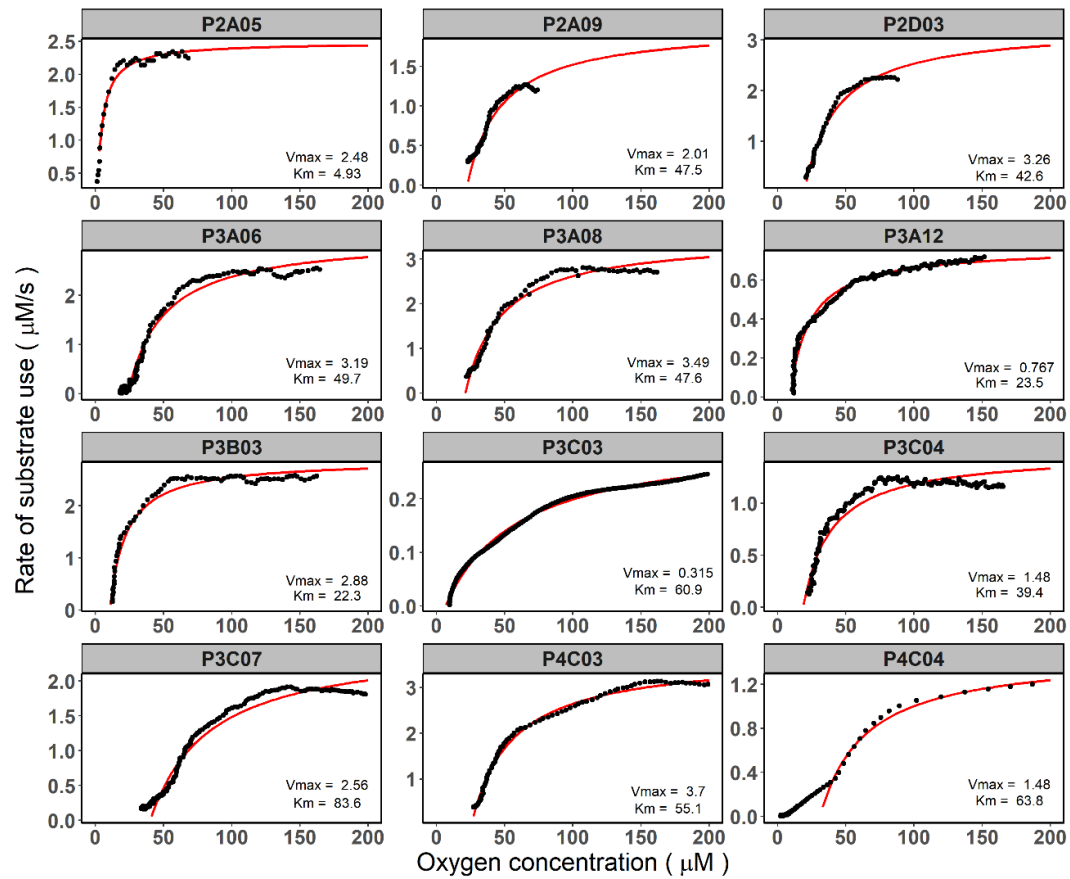 P2A05 P2A09 P2D03
2.5
2.0
1.5
1.0
0.5
Vmax = 2.48
Km = 4.93
0 50 100 150 200
1.5
1.0
0.5
0.0
Vmax = 2.01
Km = 47.5
0 50 100 150 200
3
2
1
Vmax = 3.26
Km = 42.6
0 50 100 150 200
P3A06 P3A08 P3A12
2
1
0
Vmax = 3.19
Km = 49.7
0 50 100 150 200
3
2
1
0
Vmax = 3.49
Km = 47.6
0 50 100 150 200
0.6
0.4
0.2
0.0
Vmax = 0.767
Km = 23.5
0 50 100 150 200
Rate of substrate use ( μM/s )
P3B03 P3C03 P3C04
2
1
0
Vmax = 2.88
Km = 22.3
0 50 100 150 200
0.2
0.1
0.0
Vmax = 0.315
Km = 60.9
0 50 100 150 200
1.0
0.5
0.0
Vmax = 1.48
Km = 39.4
0 50 100 150 200
P3C07 P4C03 P4C04
2.0
1.5
1.0
0.5
0.0
Vmax = 2.56
Km = 83.6
0 50 100 150 200
3
2
1
Vmax = 3.7
Km = 55.1
0 50 100 150 200
1.2
0.8
0.4
0.0
Vmax = 1.48
Km = 63.8
0 50 100 150 200
Oxygen concentration ( μM )